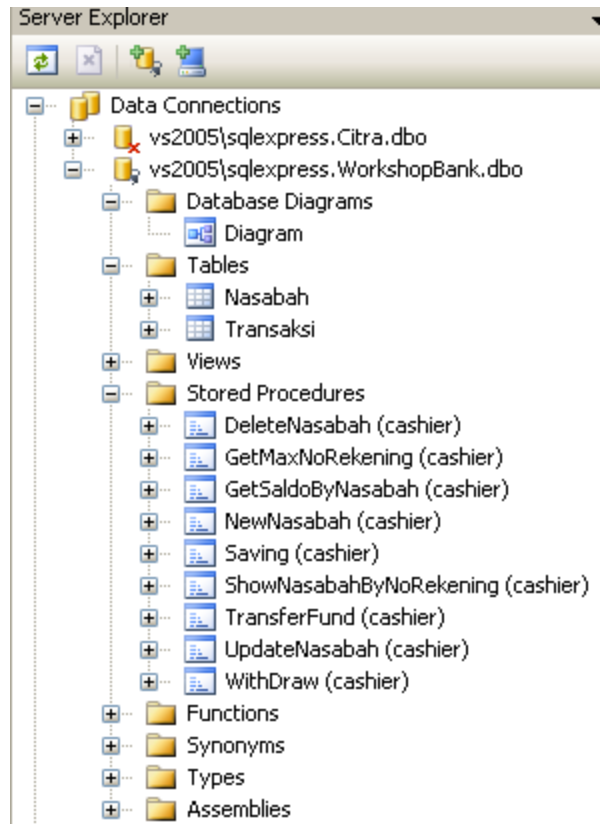 Server Explorer
Data Connections
vs2005\sqlexpress.Citra.dbo
vs2005\sqlexpress.WorkshopBank.dbo
Database Diagrams
Diagram
Tables
Nasabah
Transaksi
Views
Stored Procedures
DeleteNasabah (cashier)
GetMaxNoRekening (cashier)
GetSaldoByNasabah (cashier)
NewNasabah (cashier)
Saving (cashier)
ShowNasabahByNoRekening (cashier)
TransferFund (cashier)
UpdateNasabah (cashier)
WithDraw (cashier)
Functions
Synonyms
Types
Assemblies